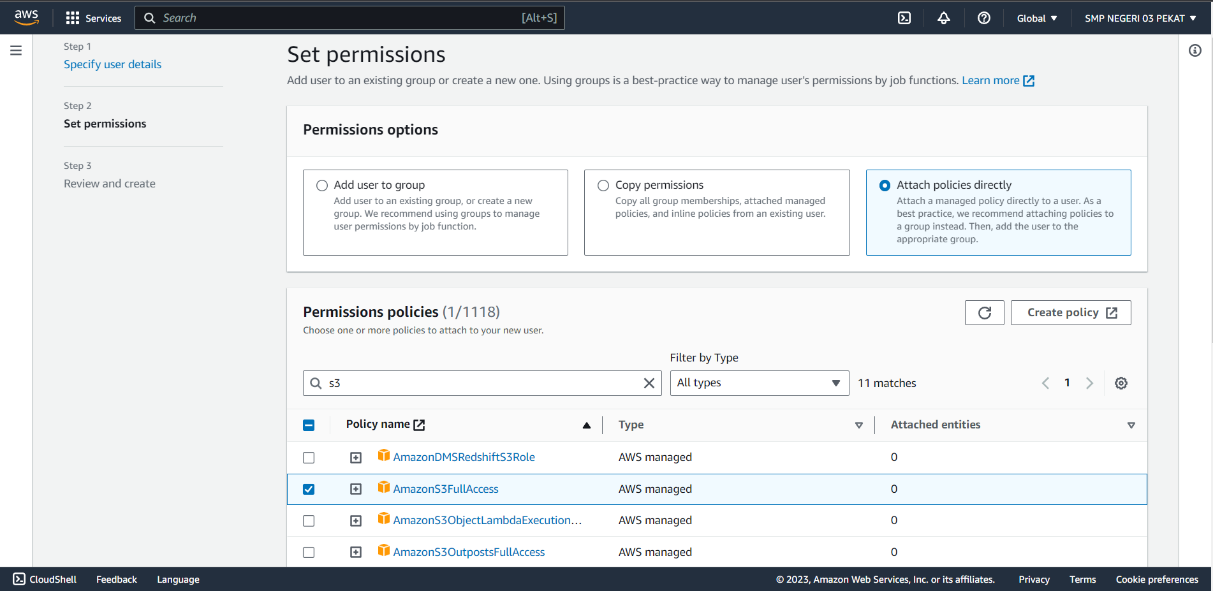 aws
Services
Search
[Alt+S]
Global
SMP NEGERI 03 PEKAT
Step 1
Specify user details
Step 2
Set permissions
Step 3
Review and create
Set permissions
Add user to an existing group or create a new one. Using groups is a best-practice way to manage user's permissions by job functions. Learn more
Permissions options
Add user to group
Add user to an existing group, or create a new
group. We recommend using groups to manage
user permissions by job function.
Copy permissions
Copy all group memberships, attached managed
policies, and inline policies from an existing user.
Attach policies directly
Attach a managed policy directly to a user. As a
best practice, we recommend attaching policies to
a group instead. Then, add the user to the
appropriate group.
Permissions policies (1/1118)
Choose one or more policies to attach to your new user.
Create policy
Filter by Type
s3
All types
11 matches
1
Policy name
Type
Attached entities
AmazonDMSRedshiftS3Role
AWS managed
0
AmazonS3FullAccess
AWS managed
0
AmazonS3ObjectLambdaExecution...
AWS managed
0
AmazonS3OutpostsFullAccess
AWS managed
0
CloudShell
Feedback
Language
© 2023, Amazon Web Services, Inc. or its affiliates.
Privacy
Terms
Cookie preferences